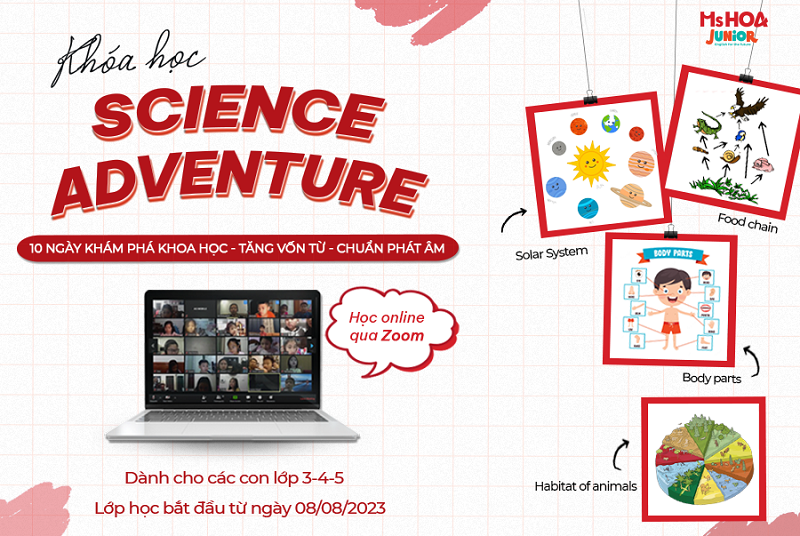 MsHOA
JUNIOR
Khóa học
SCIENCE
ADVENTURE
10 NGÀY KHÁM PHÁ KHOA HỌC - TĂNG VỐN TỪ - CHUẨN PHÁT ÂM
Học online
qua Zoom
Dành cho các con lớp 3-4-5
Lớp học bắt đầu từ ngày 08/08/2023
Solar System
Food chain
BODY PARTS
Body parts
Habitat of animals